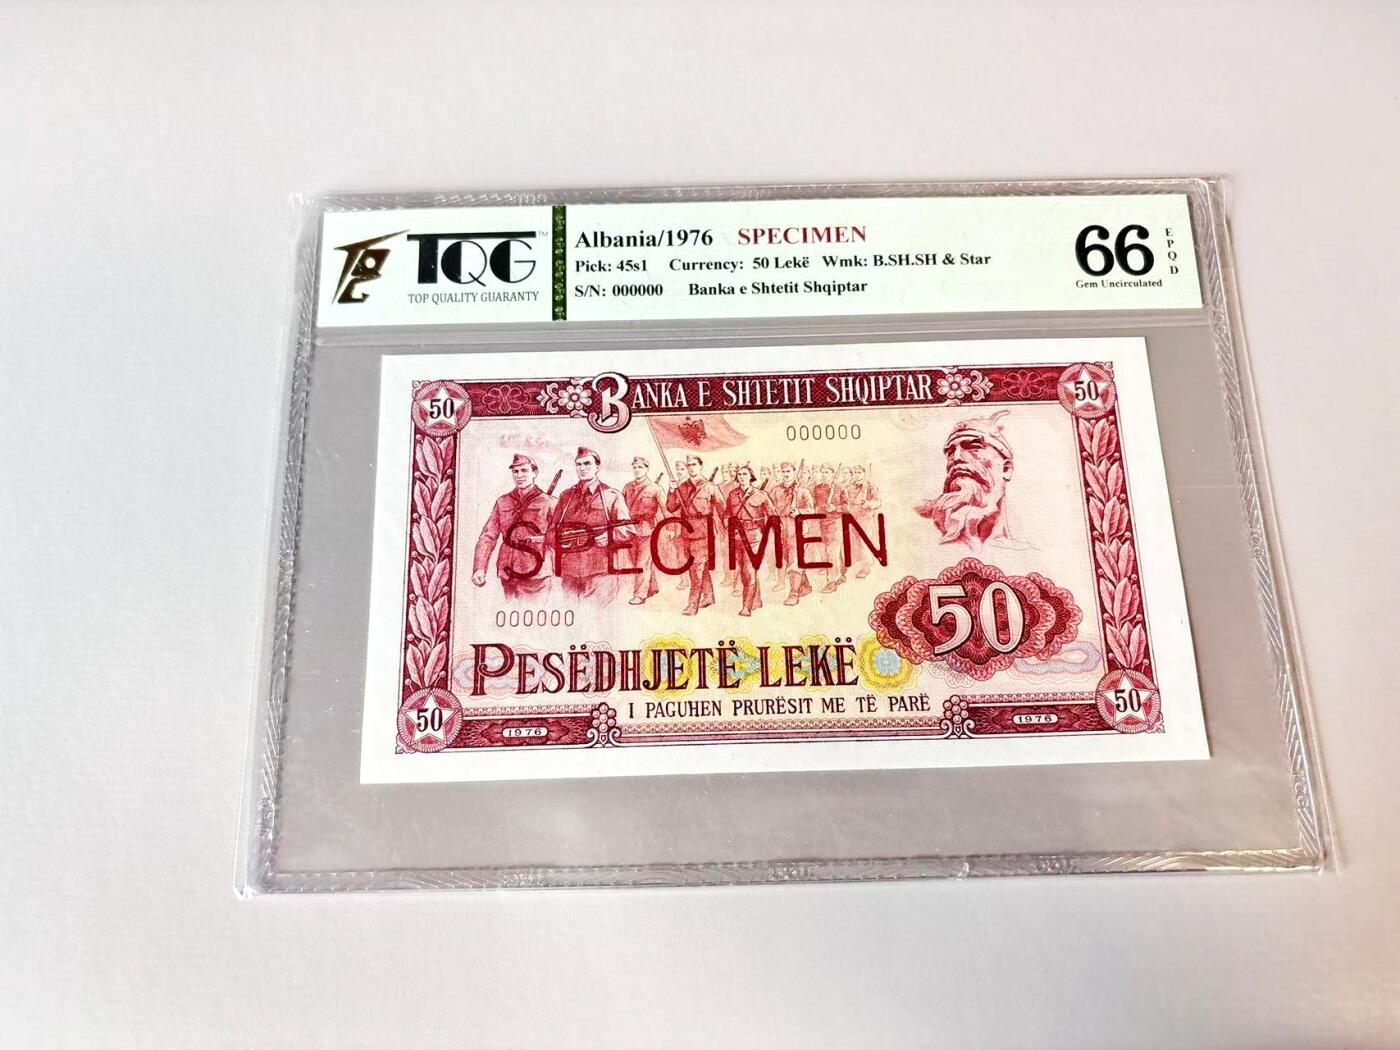 TQG™
TOP QUALITY GUARANTY
Albania/1976 SPECIMEN
Pick: 45s1 Currency: 50 Lekë Wmk: B.SH.SH & Star
S/N: 000000 Banka e Shtetit Shqiptar
66
EPQD
Gem Uncirculated
BANKA E SHTETIT SHQIPTAR
50
50
000000
SPECIMEN
000000
50
PESËDHJETË LEKË
I PAGUHEN PRURËSIT ME TË PARË
50
1976
1976
50